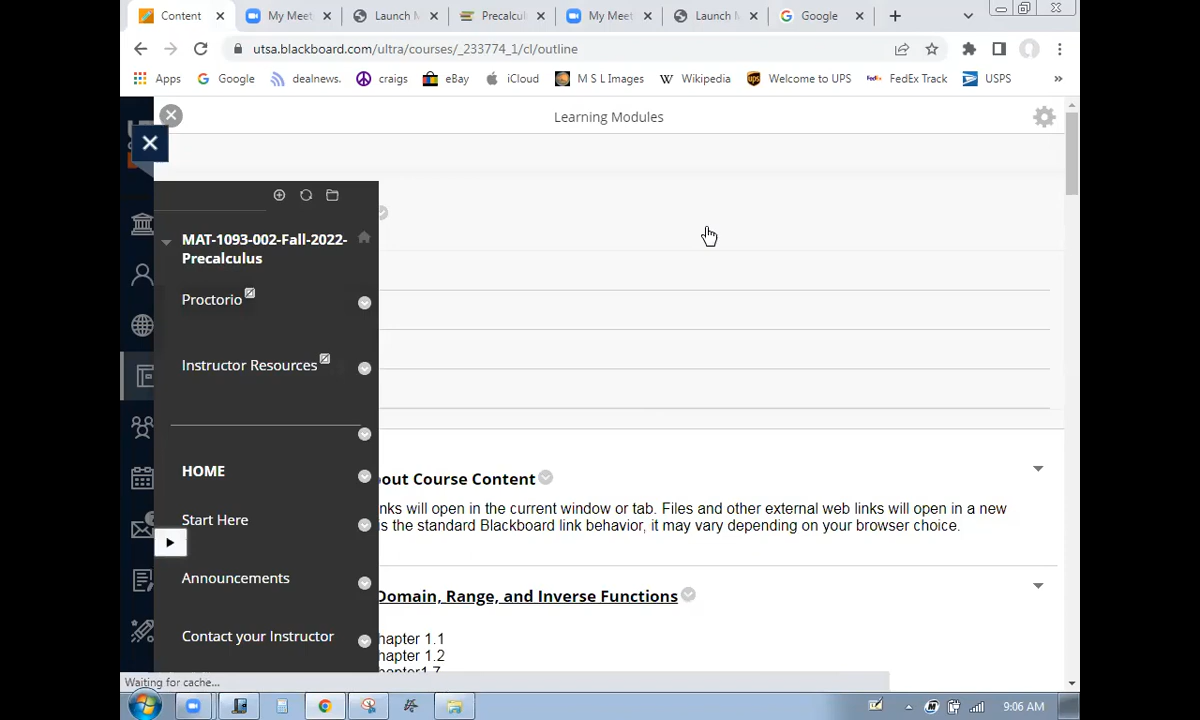 Content
My Meet
Launch M
Precalcul
My Meet
Launch M
Google
utsa.blackboard.com/ultra/courses/_233774_1/cl/outline
Apps
Google
dealnews.
craigs
eBay
iCloud
M S L Images
Wikipedia
Welcome to UPS
FedEx Track
USPS
»
Learning Modules
MAT-1093-002-Fall-2022-
Precalculus
Proctorio
Instructor Resources
HOME
Start Here
Announcements
Contact your Instructor
out Course Content
nks will open in the current window or tab. Files and other external web links will open in a new
is the standard Blackboard link behavior, it may vary depending on your browser choice.
Domain, Range, and Inverse Functions
hapter 1.1
hapter 1.2
hapter1.7
Waiting for cache...
9:06 AM